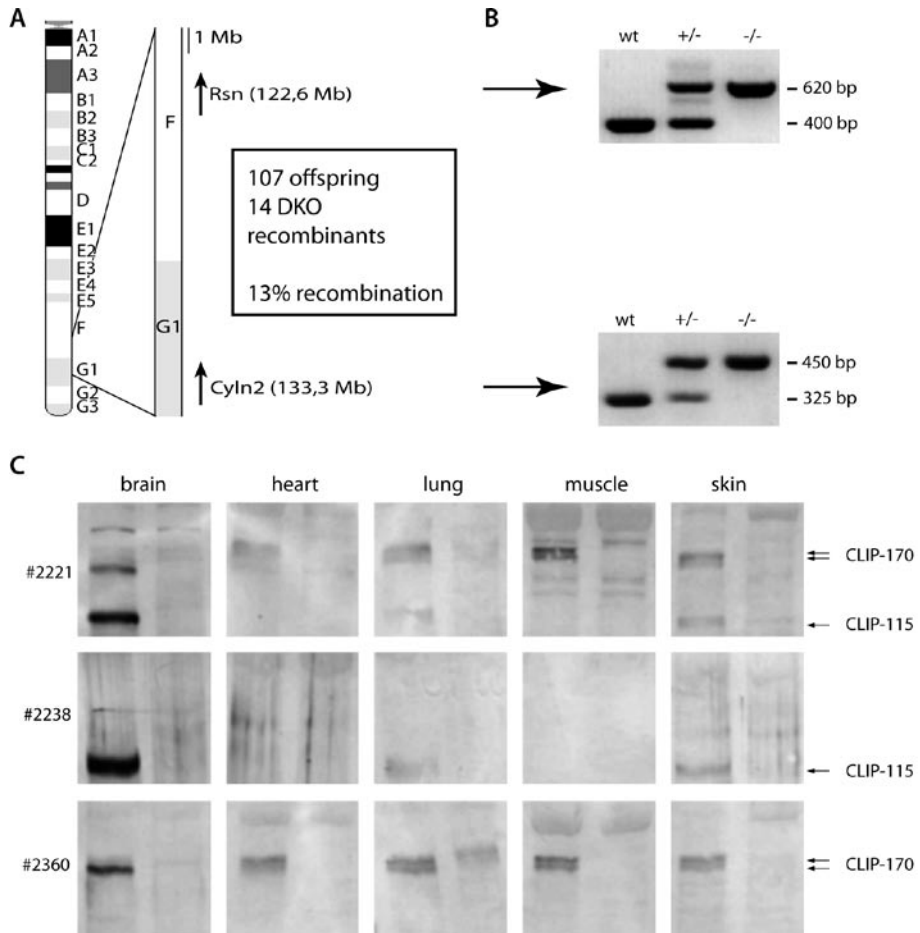 A
A1
A2
A3
B1
B2
B3
C1
C2
D
E1
E2
E3
E4
E5
F
G1
G2
G3
F
G1
1 Mb
Rsn (122,6 Mb)
107 offspring
14 DKO
recombinants
13% recombination
Cyln2 (133,3 Mb)
B
wt +/- -/-
620 bp
400 bp
wt +/- -/-
450 bp
325 bp
C
brain heart lung muscle skin
#2221
CLIP-170
CLIP-115
#2238
CLIP-115
#2360
CLIP-170